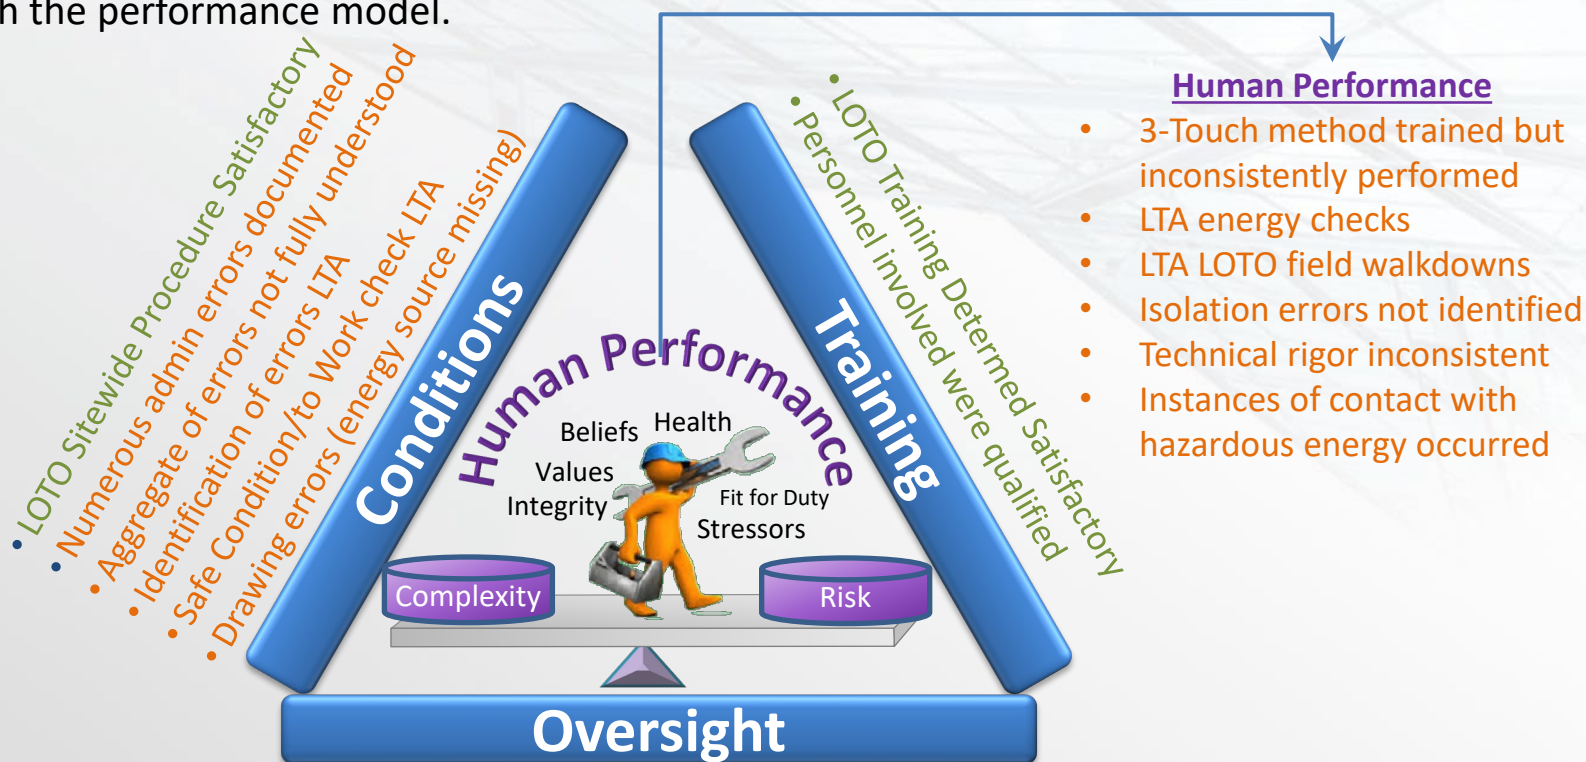 h the performance model.
• LOTO Sitewide Procedure Satisfactory
• Numerous admin errors documented
• Aggregate of errors not fully understood
• Identification of errors LTA
• Safe Condition/to Work check LTA
• Drawing errors (energy source missing)
Conditions
Human Performance
Beliefs
Health
Values
Integrity
Fit for Duty
Stressors
Complexity
Risk
Training
• LOTO Training Determed Satisfactory
• Personnel involved were qualified
Oversight
Human Performance
• 3-Touch method trained but
inconsistently performed
• LTA energy checks
• LTA LOTO field walkdowns
• Isolation errors not identified
• Technical rigor inconsistent
• Instances of contact with
hazardous energy occurred